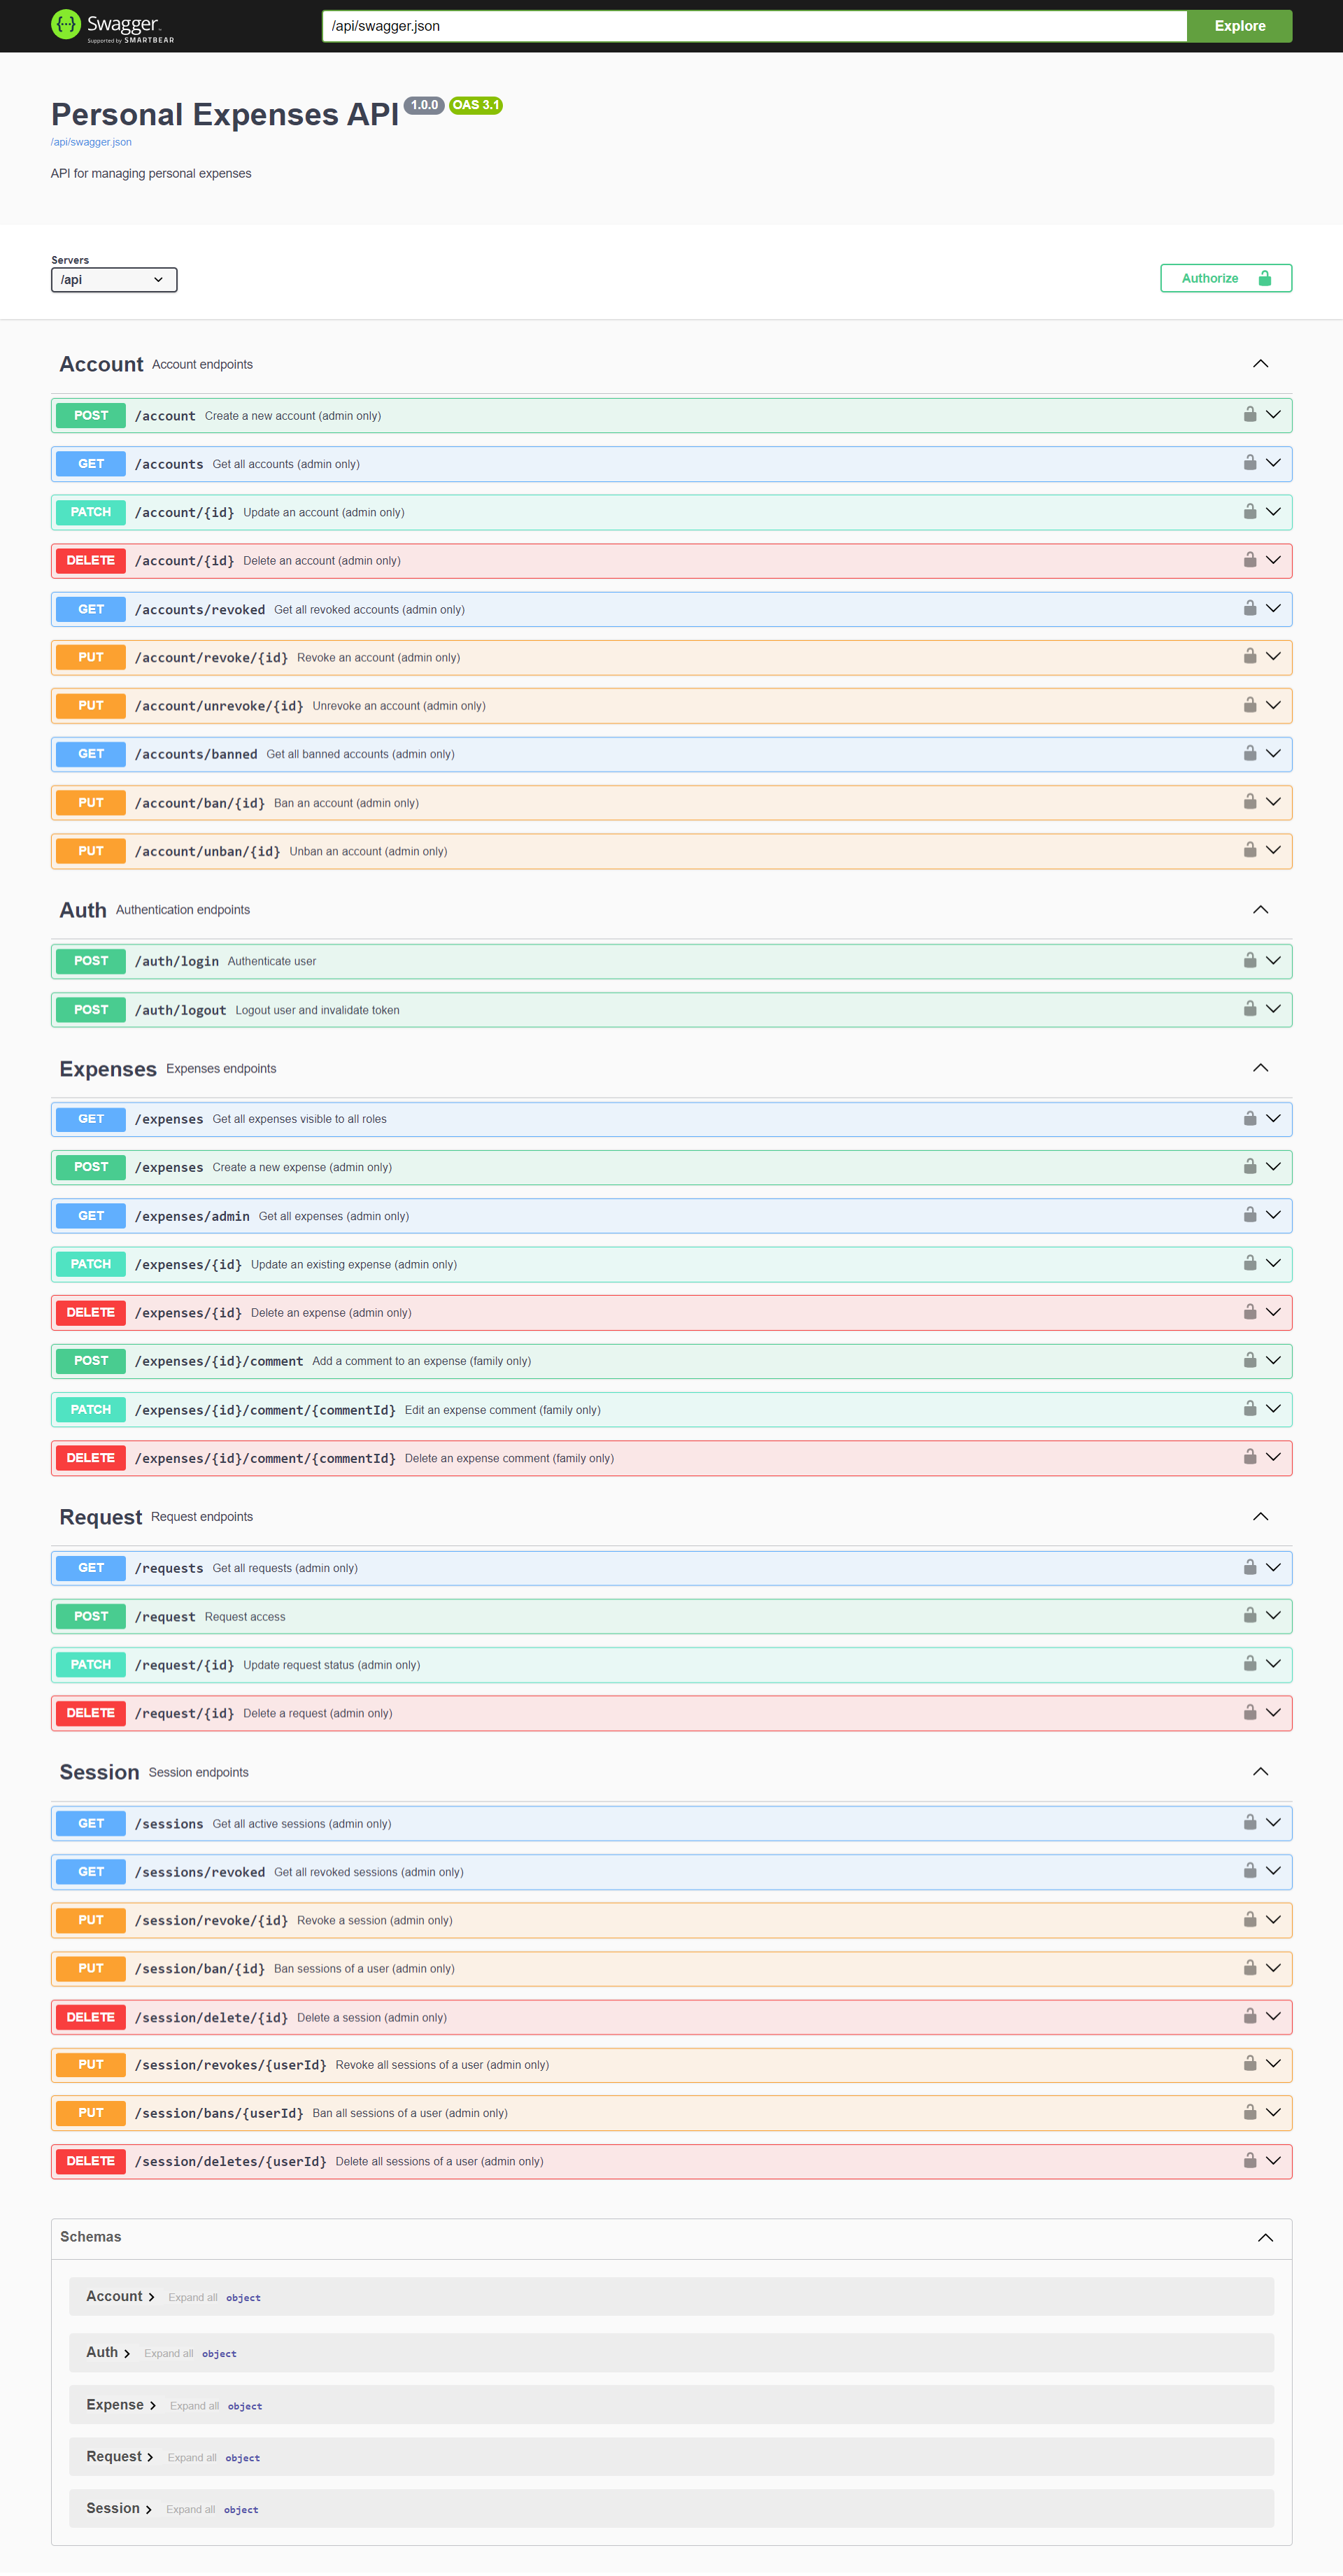 Swagger
Supported by SMARTBEAR
/api/swagger.json
Explore
Personal Expenses API 1.0.0 OAS 3.1
/api/swagger.json
API for managing personal expenses
Servers
/api
Authorize
Account Account endpoints
POST /account Create a new account (admin only)
GET /accounts Get all accounts (admin only)
PATCH /account/{id} Update an account (admin only)
DELETE /account/{id} Delete an account (admin only)
GET /accounts/revoked Get all revoked accounts (admin only)
PUT /account/revoke/{id} Revoke an account (admin only)
PUT /account/unrevoke/{id} Unrevoke an account (admin only)
GET /accounts/banned Get all banned accounts (admin only)
PUT /account/ban/{id} Ban an account (admin only)
PUT /account/unban/{id} Unban an account (admin only)
Auth Authentication endpoints
POST /auth/login Authenticate user
POST /auth/logout Logout user and invalidate token
Expenses Expenses endpoints
GET /expenses Get all expenses visible to all roles
POST /expenses Create a new expense (admin only)
GET /expenses/admin Get all expenses (admin only)
PATCH /expenses/{id} Update an existing expense (admin only)
DELETE /expenses/{id} Delete an expense (admin only)
POST /expenses/{id}/comment Add a comment to an expense (family only)
PATCH /expenses/{id}/comment/{commentId} Edit an expense comment (family only)
DELETE /expenses/{id}/comment/{commentId} Delete an expense comment (family only)
Request Request endpoints
GET /requests Get all requests (admin only)
POST /request Request access
PATCH /request/{id} Update request status (admin only)
DELETE /request/{id} Delete a request (admin only)
Session Session endpoints
GET /sessions Get all active sessions (admin only)
GET /sessions/revoked Get all revoked sessions (admin only)
PUT /session/revoke/{id} Revoke a session (admin only)
PUT /session/ban/{id} Ban sessions of a user (admin only)
DELETE /session/delete/{id} Delete a session (admin only)
PUT /session/revokes/{userId} Revoke all sessions of a user (admin only)
PUT /session/bans/{userId} Ban all sessions of a user (admin only)
DELETE /session/deletes/{userId} Delete all sessions of a user (admin only)
Schemas
Account Expand all object
Auth Expand all object
Expense Expand all object
Request Expand all object
Session Expand all object